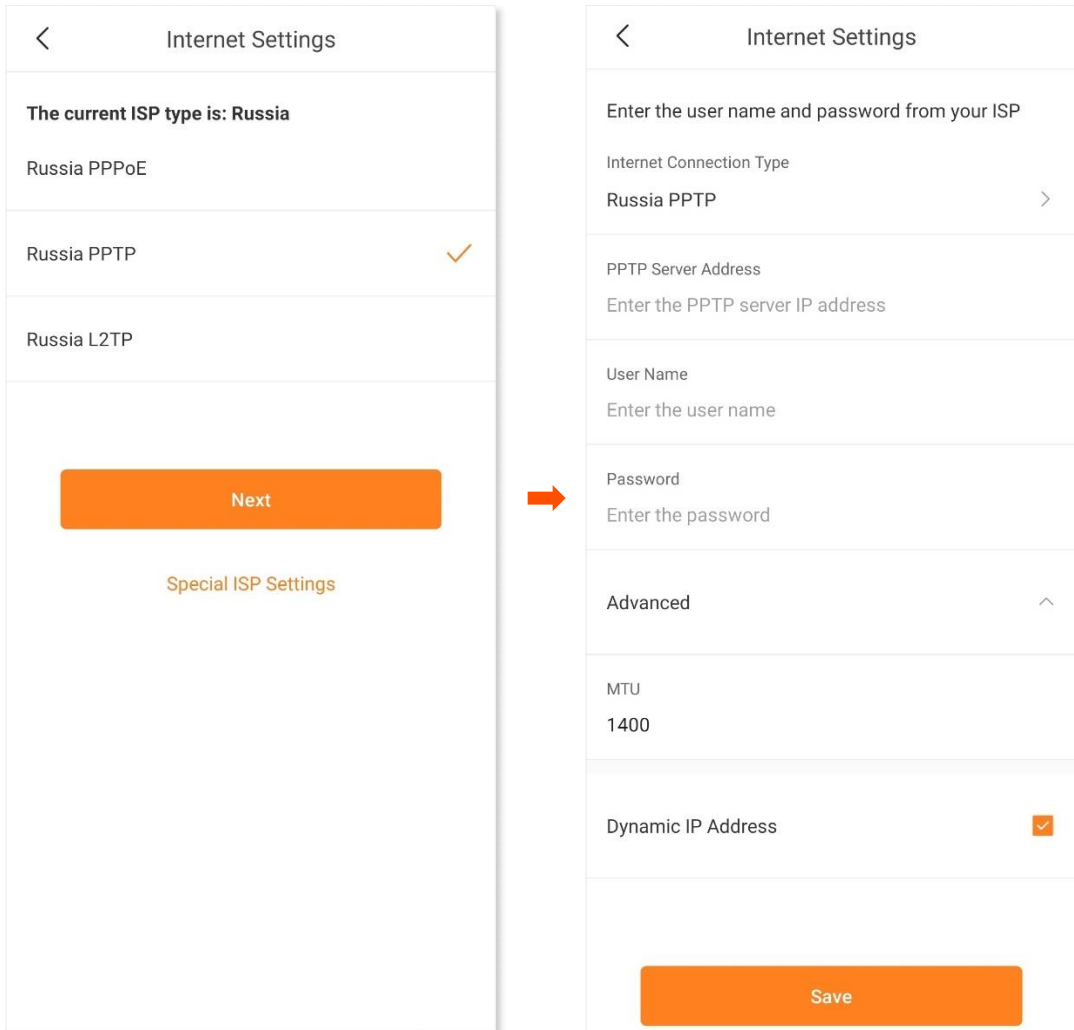 Internet Settings
The current ISP type is: Russia
Russia PPPoE
Russia PPTP
Russia L2TP
Next
Special ISP Settings
Internet Settings
Enter the user name and password from your ISP
Internet Connection Type
Russia PPTP
PPTP Server Address
Enter the PPTP server IP address
User Name
Enter the user name
Password
Enter the password
Advanced
MTU
1400
Dynamic IP Address
Save